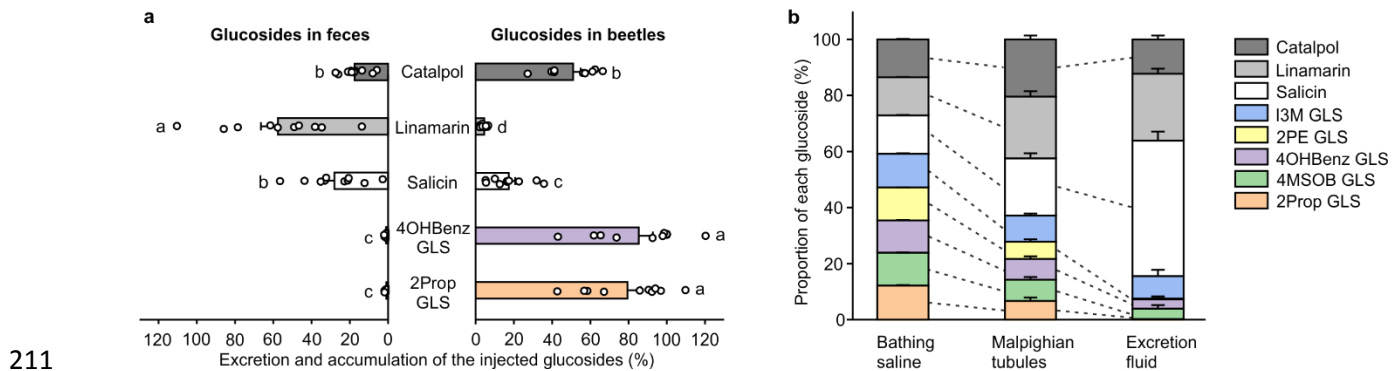 a
Glucosides in feces
Glucosides in beetles
b
Catalpol
b
a
Linamarin
d
b
Salicin
c
c
4OHBenz
GLS
a
c
2Prop
GLS
a
120 100 80 60 40 20 0
0 20 40 60 80 100 120
Excretion and accumulation of the injected glucosides (%)
211
b
Proportion of each glucoside (%)
100
80
60
40
20
0
Bathing
saline
Malpighian
tubules
Excretion
fluid
Catalpol
Linamarin
Salicin
I3M GLS
2PE GLS
4OHBenz GLS
4MSOB GLS
2Prop GLS